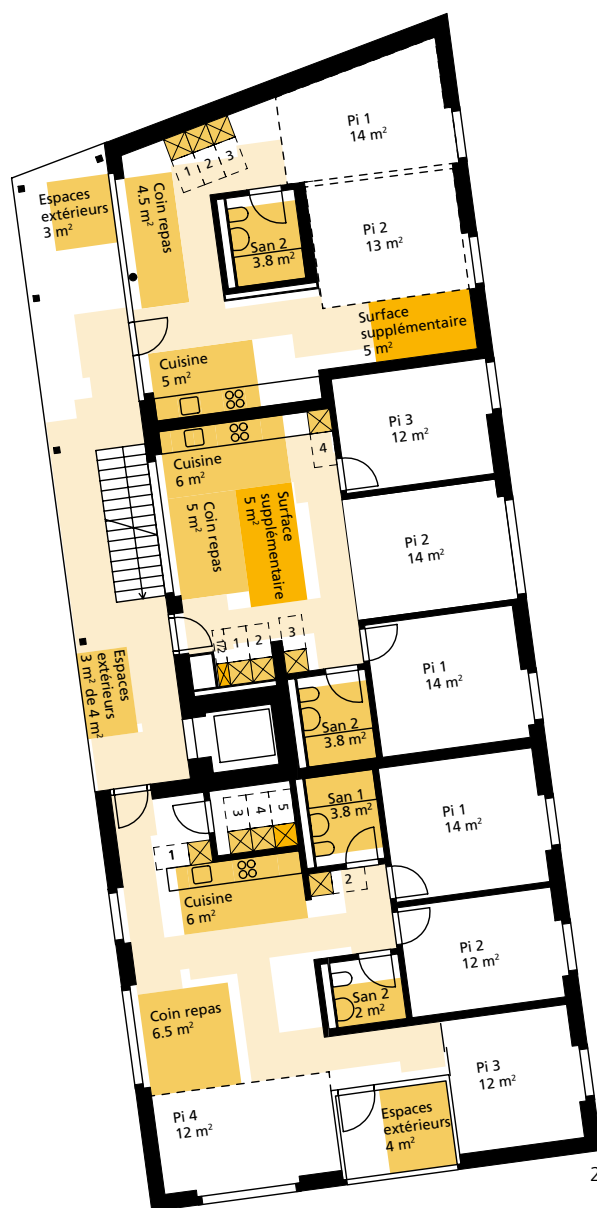 Pi 1
14 m²
Espaces
extérieurs
3 m²
Coin repas
4.5 m²
1
2
3
San 2
3.8 m²
Pi 2
13 m²
Surface
supplémentaire
5 m²
Cuisine
5 m²
Pi 3
12 m²
Cuisine
6 m²
4
Coin repas
5 m²
Surface
supplémentaire
5 m²
Pi 2
14 m²
1/2
1
2
3
Espaces
extérieurs
3 m² de 4 m²
Pi 1
14 m²
San 2
3.8 m²
San 1
3.8 m²
Pi 1
14 m²
3
4
5
1
2
Cuisine
6 m²
Pi 2
12 m²
San 2
2 m²
Coin repas
6.5 m²
Pi 3
12 m²
Pi 4
12 m²
Espaces
extérieurs
4 m²
2